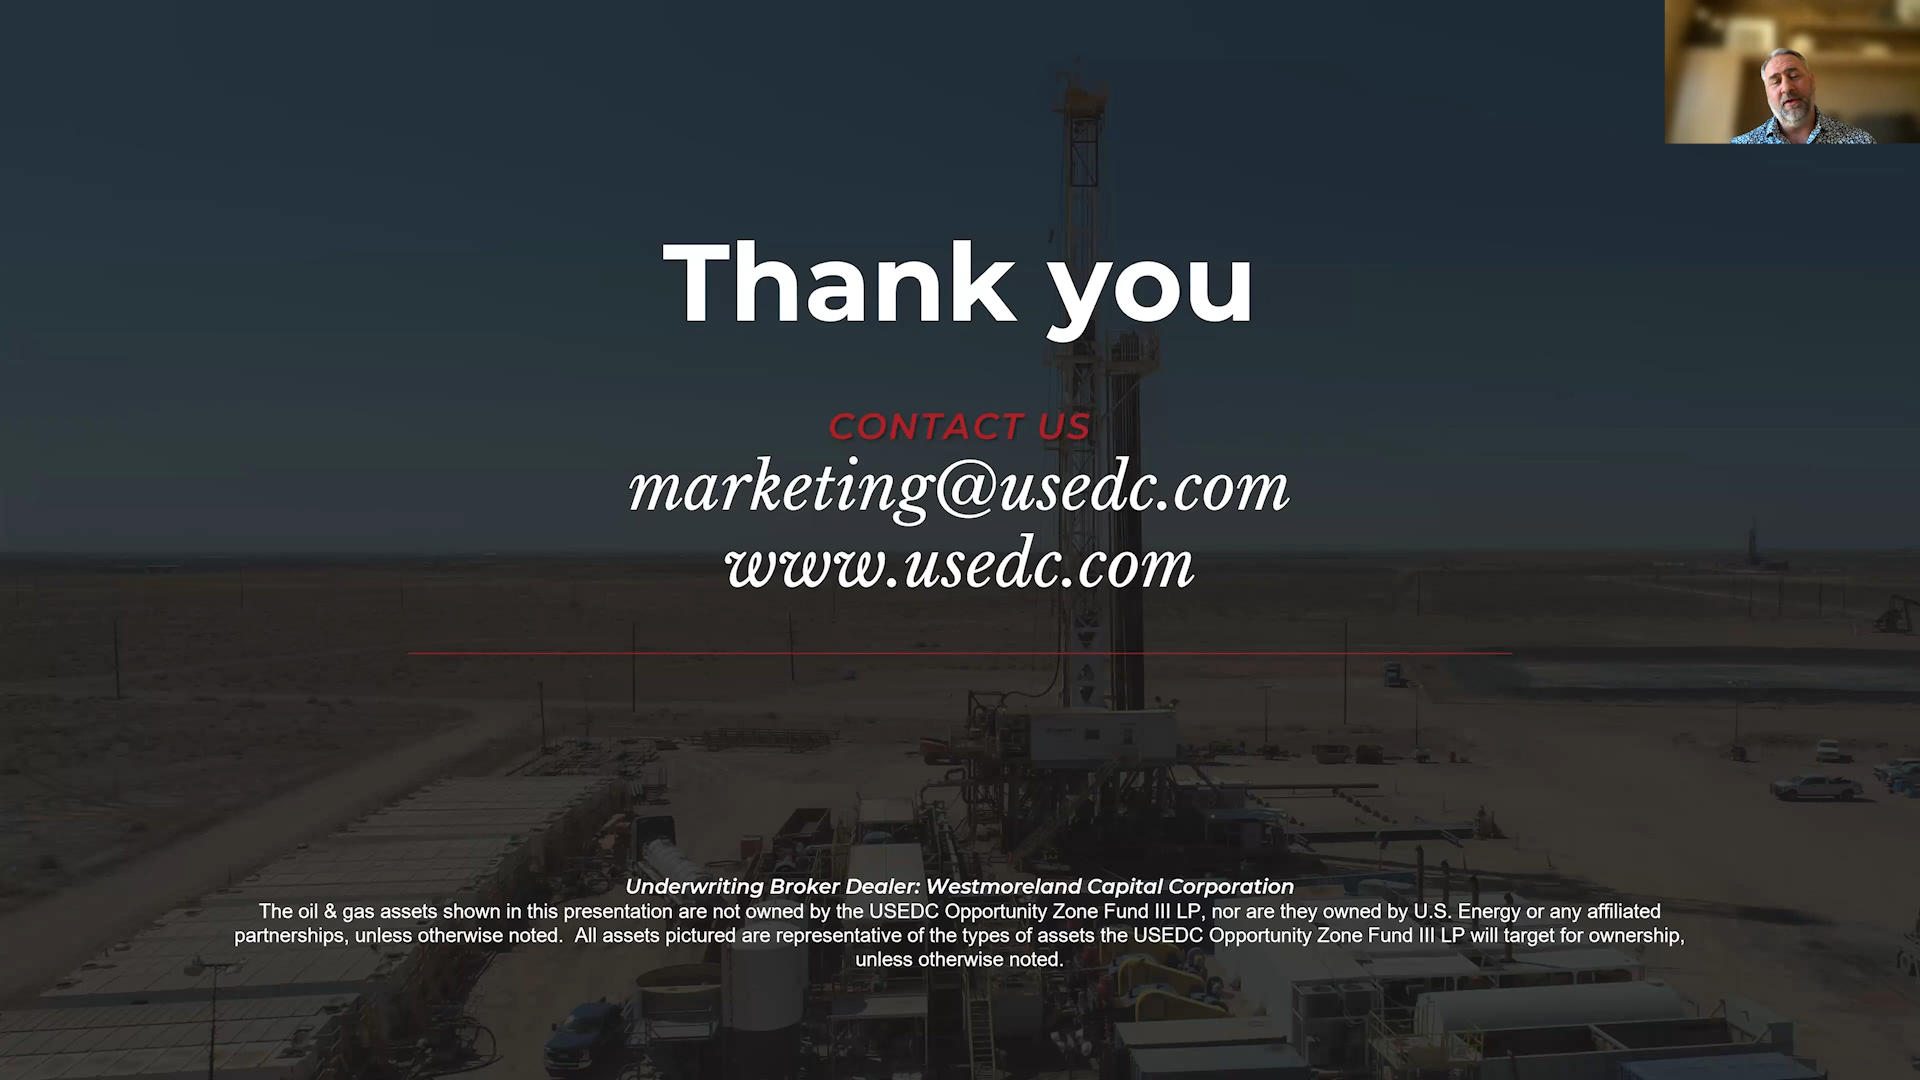 Thank you
CONTACT US
marketing@usedc.com
www.usedc.com
Underwriting Broker Dealer: Westmoreland Capital Corporation
The oil & gas assets shown in this presentation are not owned by the USEDC Opportunity Zone Fund III LP, nor are they owned by U.S. Energy or any affiliated
partnerships, unless otherwise noted.  All assets pictured are representative of the types of assets the USEDC Opportunity Zone Fund III LP will target for ownership,
unless otherwise noted.